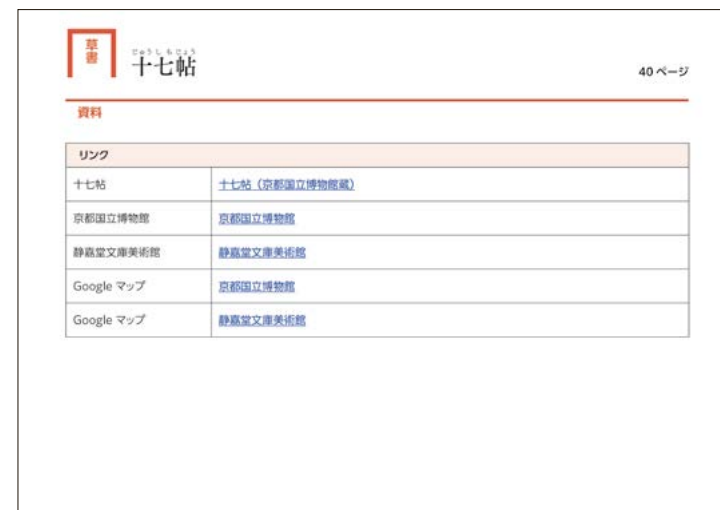 草書
じゅうしちじょう
十七帖
40 ページ
資料
リンク
十七帖 十七帖（京都国立博物館蔵）
京都国立博物館 京都国立博物館
静嘉堂文庫美術館 静嘉堂文庫美術館
Google マップ 京都国立博物館
Google マップ 静嘉堂文庫美術館